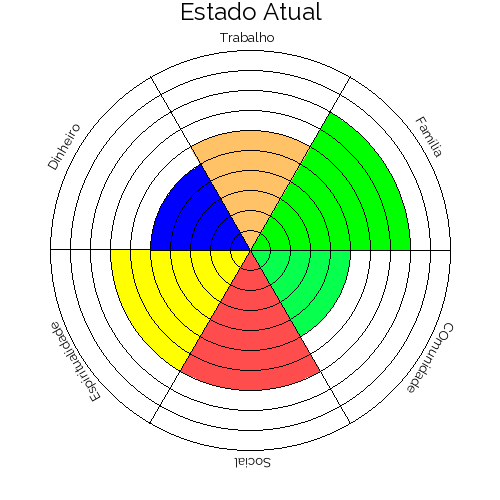 Estado Atual
Trabalho
Família
COmunidade
Social
Espiritualidade
Dinheiro